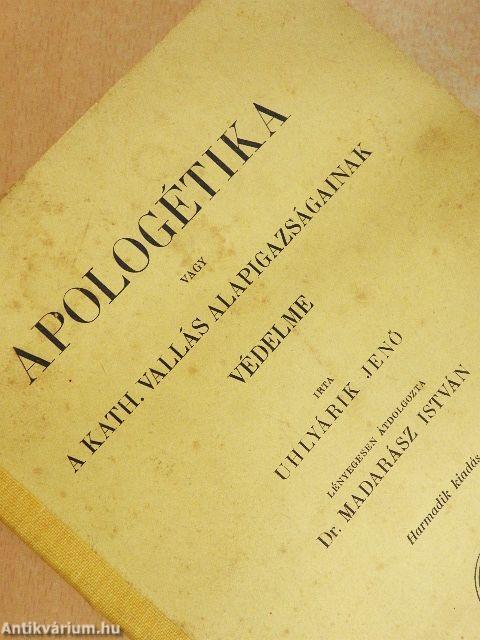 APOLOGÉTIKA
VAGY
A KATH. VALLÁS ALAPIGAZSÁGAINAK
VÉDELME
IRTA
UHLYÁRIK JENŐ
LÉNYEGESEN ÁTDOLGOZTA
Dr. MADARÁSZ ISTVÁN
Harmadik kiadás
Antikvárium.hu